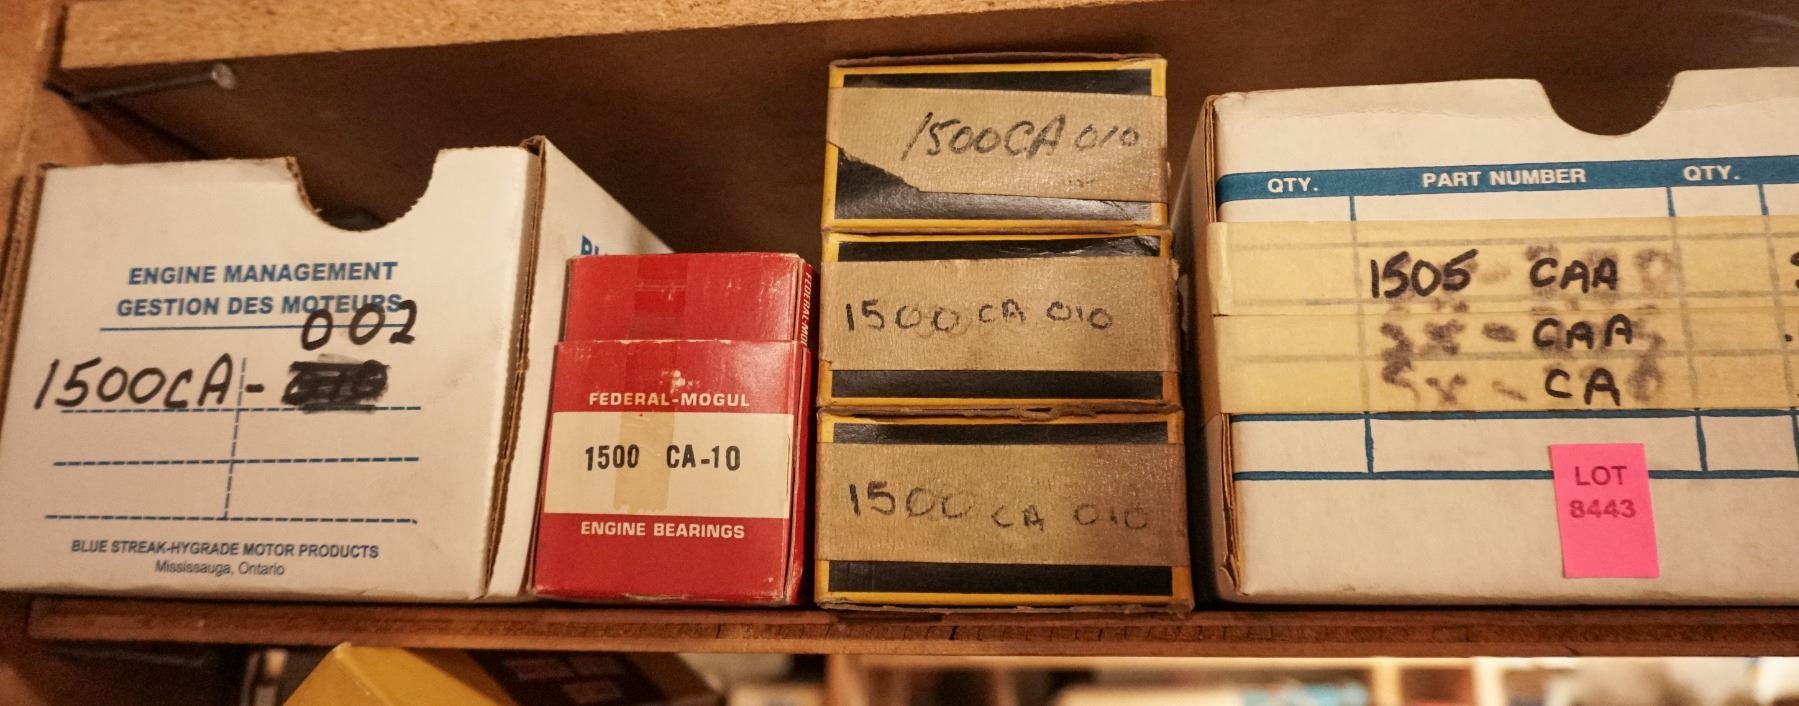 ENGINE MANAGEMENT
GESTION DES MOTEURS
002
1500CA-
BLUE STREAK-HYGRADE MOTOR PRODUCTS
Mississauga, Ontario
FEDERAL-MOGUL
1500 CA-10
ENGINE BEARINGS
1500CA 010
1500 CA 010
1500 CA 010
QTY. PART NUMBER QTY.
1505 - CAA
- CAA
- CA
LOT
8443